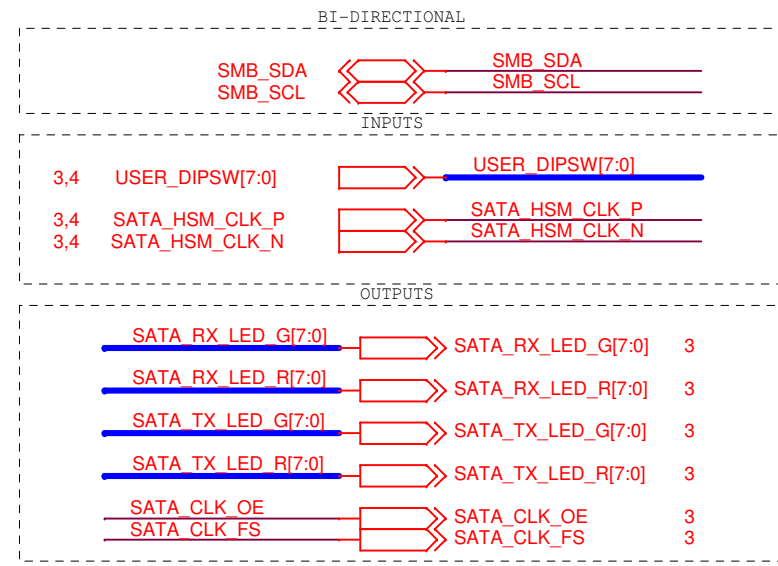 BI-DIRECTIONAL
SMB_SDA SMB_SDA
SMB_SCL SMB_SCL
INPUTS
3,4 USER_DIPSW[7:0] USER_DIPSW[7:0]
3,4 SATA_HSM_CLK_P SATA_HSM_CLK_P
3,4 SATA_HSM_CLK_N SATA_HSM_CLK_N
OUTPUTS
SATA_RX_LED_G[7:0] SATA_RX_LED_G[7:0] 3
SATA_RX_LED_R[7:0] SATA_RX_LED_R[7:0] 3
SATA_TX_LED_G[7:0] SATA_TX_LED_G[7:0] 3
SATA_TX_LED_R[7:0] SATA_TX_LED_R[7:0] 3
SATA_CLK_OE SATA_CLK_OE 3
SATA_CLK_FS SATA_CLK_FS 3